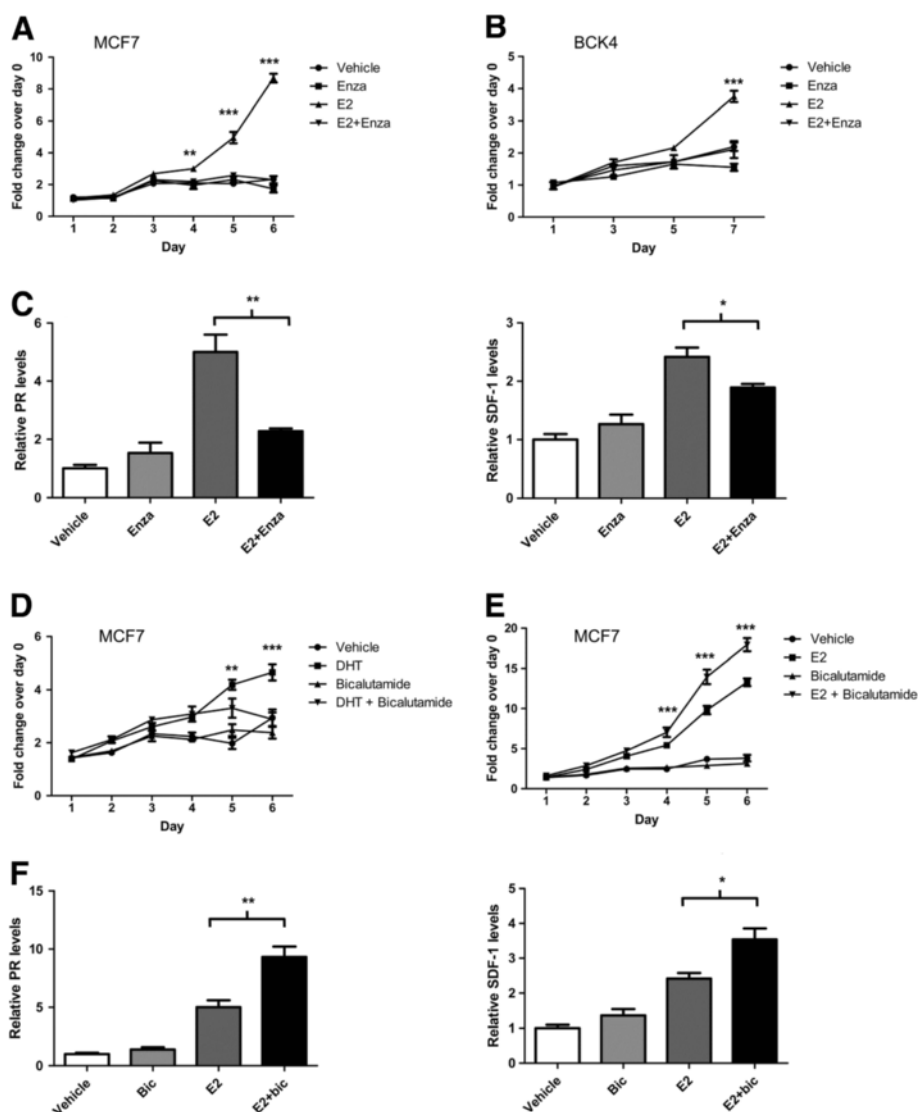 A
MCF7
Fold change over day 0
10
8
6
4
2
0
**
***
***
1 2 3 4 5 6
Day
Vehicle
Enza
E2
E2+Enza
B
BCK4
Fold change over day 0
5
4
3
2
1
0
***
1 3 5 7
Day
Vehicle
Enza
E2
E2+Enza
C
Relative PR levels
6
4
2
0
**
Vehicle Enza E2 E2+Enza
Relative SDF-1 levels
3
2
1
0
*
Vehicle Enza E2 E2+Enza
D
MCF7
Fold change over day 0
6
4
2
0
**
***
1 2 3 4 5 6
Day
Vehicle
DHT
Bicalutamide
DHT + Bicalutamide
E
MCF7
Fold change over day 0
20
15
10
5
0
***
***
***
1 2 3 4 5 6
Day
Vehicle
E2
Bicalutamide
E2 + Bicalutamide
F
Relative PR levels
15
10
5
0
**
Vehicle Bic E2 E2+bic
Relative SDF-1 levels
5
4
3
2
1
0
*
Vehicle Bic E2 E2+bic